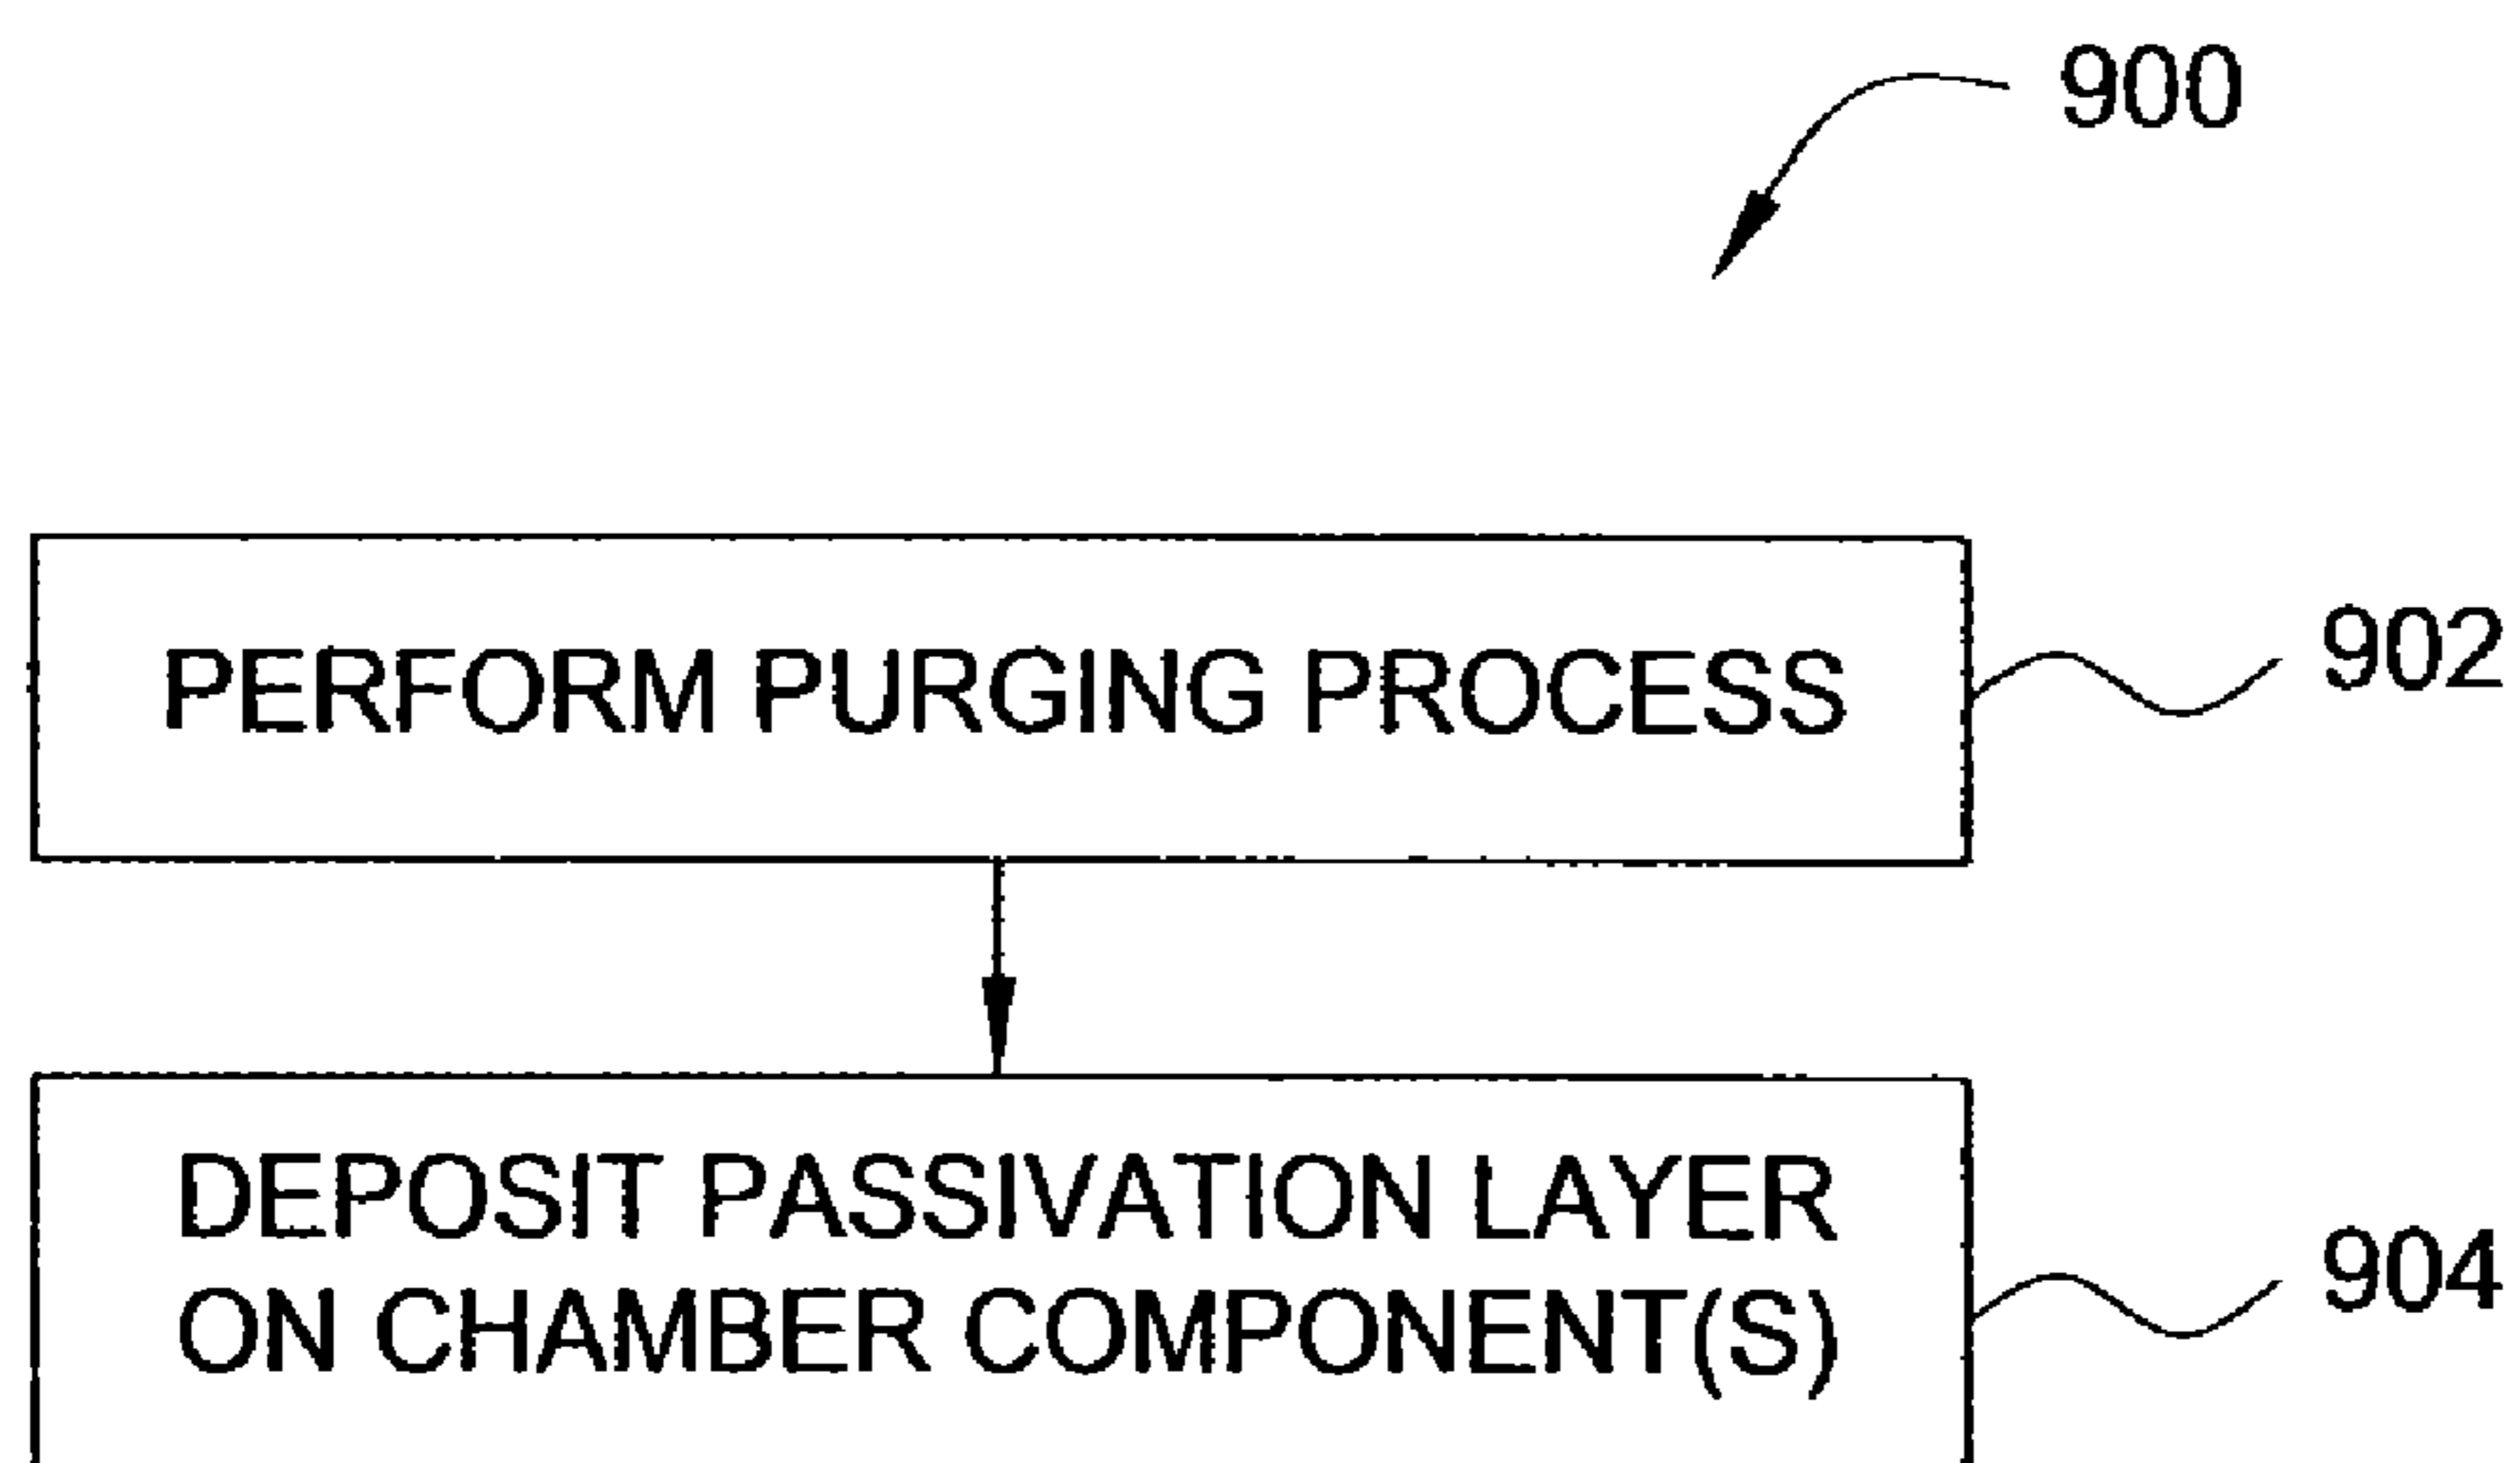 900
PERFORM PURGING PROCESS
902
DEPOSIT PASSIVATION LAYER
ON CHAMBER COMPONENT(S)
904